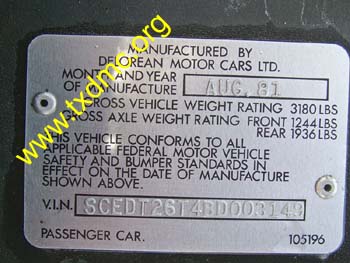 www.txdmc.org
MANUFACTURED BY
DELOREAN MOTOR CARS LTD.
MONTH AND YEAR
OF MANUFACTURE AUG. 81
GROSS VEHICLE WEIGHT RATING 3180 LBS
GROSS AXLE WEIGHT RATING FRONT 1244 LBS
REAR 1936 LBS
THIS VEHICLE CONFORMS TO ALL
APPLICABLE FEDERAL MOTOR VEHICLE
SAFETY AND BUMPER STANDARDS IN
EFFECT ON THE DATE OF MANUFACTURE
SHOWN ABOVE.
V.I.N. SCEDT26T4BD003149
PASSENGER CAR. 105196